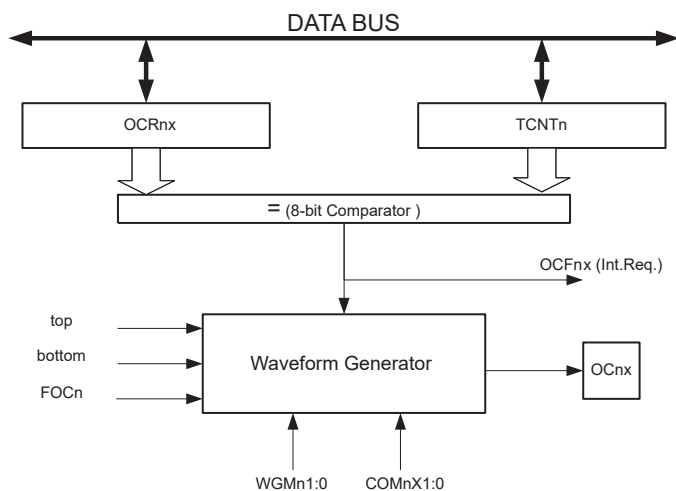 DATA BUS
OCRnx
TCNTn
= (8-bit Comparator )
OCFnx (Int.Req.)
top
bottom
FOCn
Waveform Generator
OCnx
WGMn1:0
COMnX1:0